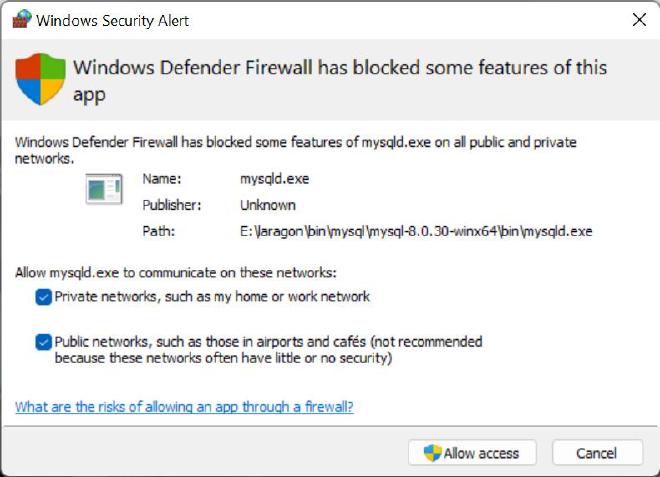 Windows Security Alert
Windows Defender Firewall has blocked some features of this
app
Windows Defender Firewall has blocked some features of mysqld.exe on all public and private
networks.
Name: mysqld.exe
Publisher: Unknown
Path: E:\laragon\bin\mysql\mysql-8.0.30-winx64\bin\mysqld.exe
Allow mysqld.exe to communicate on these networks:
Private networks, such as my home or work network
Public networks, such as those in airports and cafés (not recommended
because these networks often have little or no security)
What are the risks of allowing an app through a firewall?
Allow access Cancel